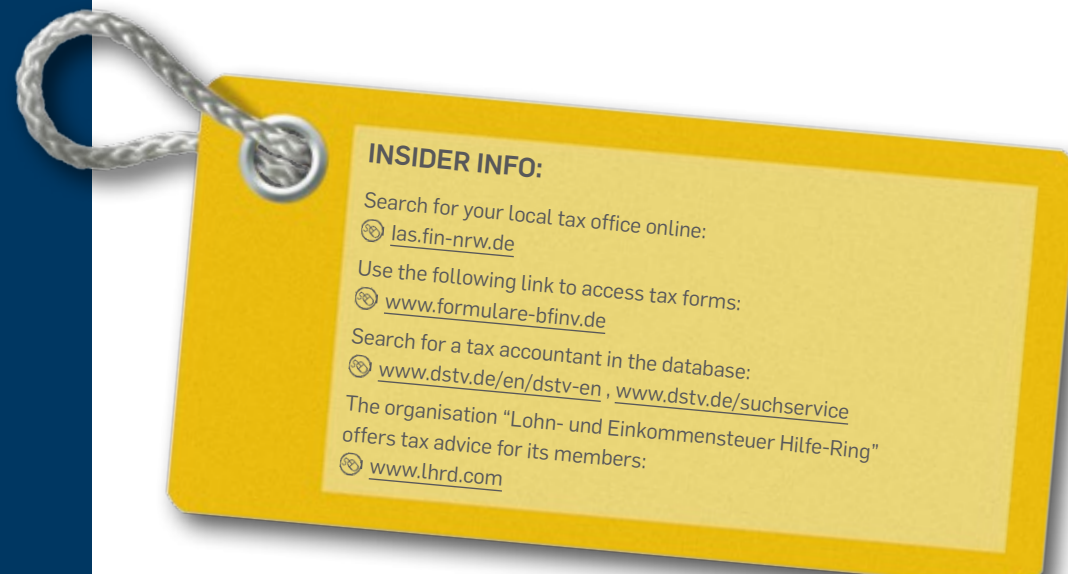 INSIDER INFO:
Search for your local tax office online:
las.fin-nrw.de
Use the following link to access tax forms:
www.formulare-bfinv.de
Search for a tax accountant in the database:
www.dstv.de/en/dstv-en , www.dstv.de/suchservice
The organisation “Lohn- und Einkommensteuer Hilfe-Ring”
offers tax advice for its members:
www.lhrd.com